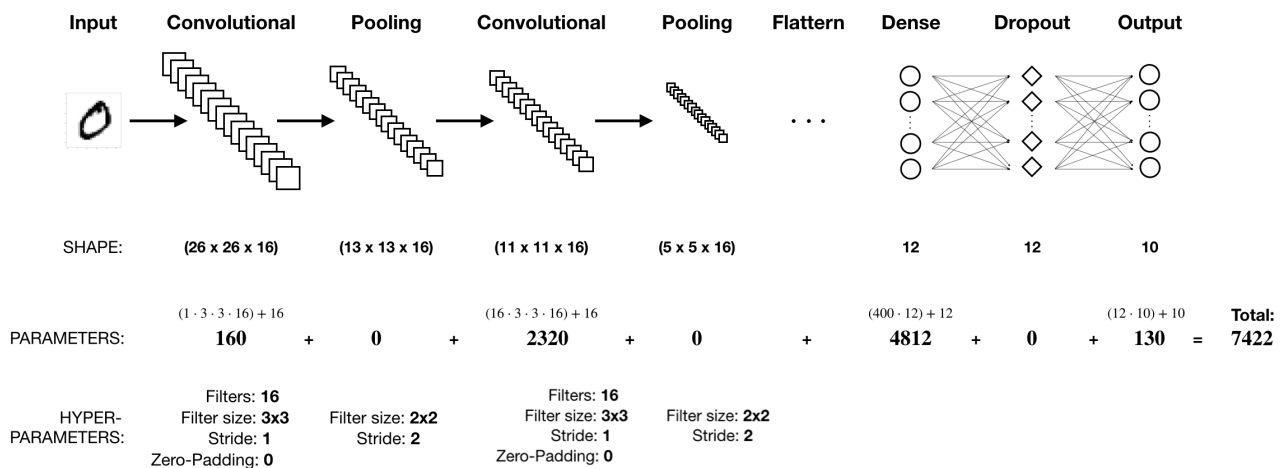 Input Convolutional Pooling Convolutional Pooling Flattern Dense Dropout Output
. . .
SHAPE: (26 x 26 x 16) (13 x 13 x 16) (11 x 11 x 16) (5 x 5 x 16) 12 12 10
(1 · 3 · 3 · 16) + 16 (16 · 3 · 3 · 16) + 16 (400 · 12) + 12 (12 · 10) + 10 Total:
PARAMETERS: 160 + 0 + 2320 + 0 + 4812 + 0 + 130 = 7422
HYPER-
PARAMETERS:
Filters: 16
Filter size: 3x3
Stride: 1
Zero-Padding: 0
Filter size: 2x2
Stride: 2
Filters: 16
Filter size: 3x3
Stride: 1
Zero-Padding: 0
Filter size: 2x2
Stride: 2